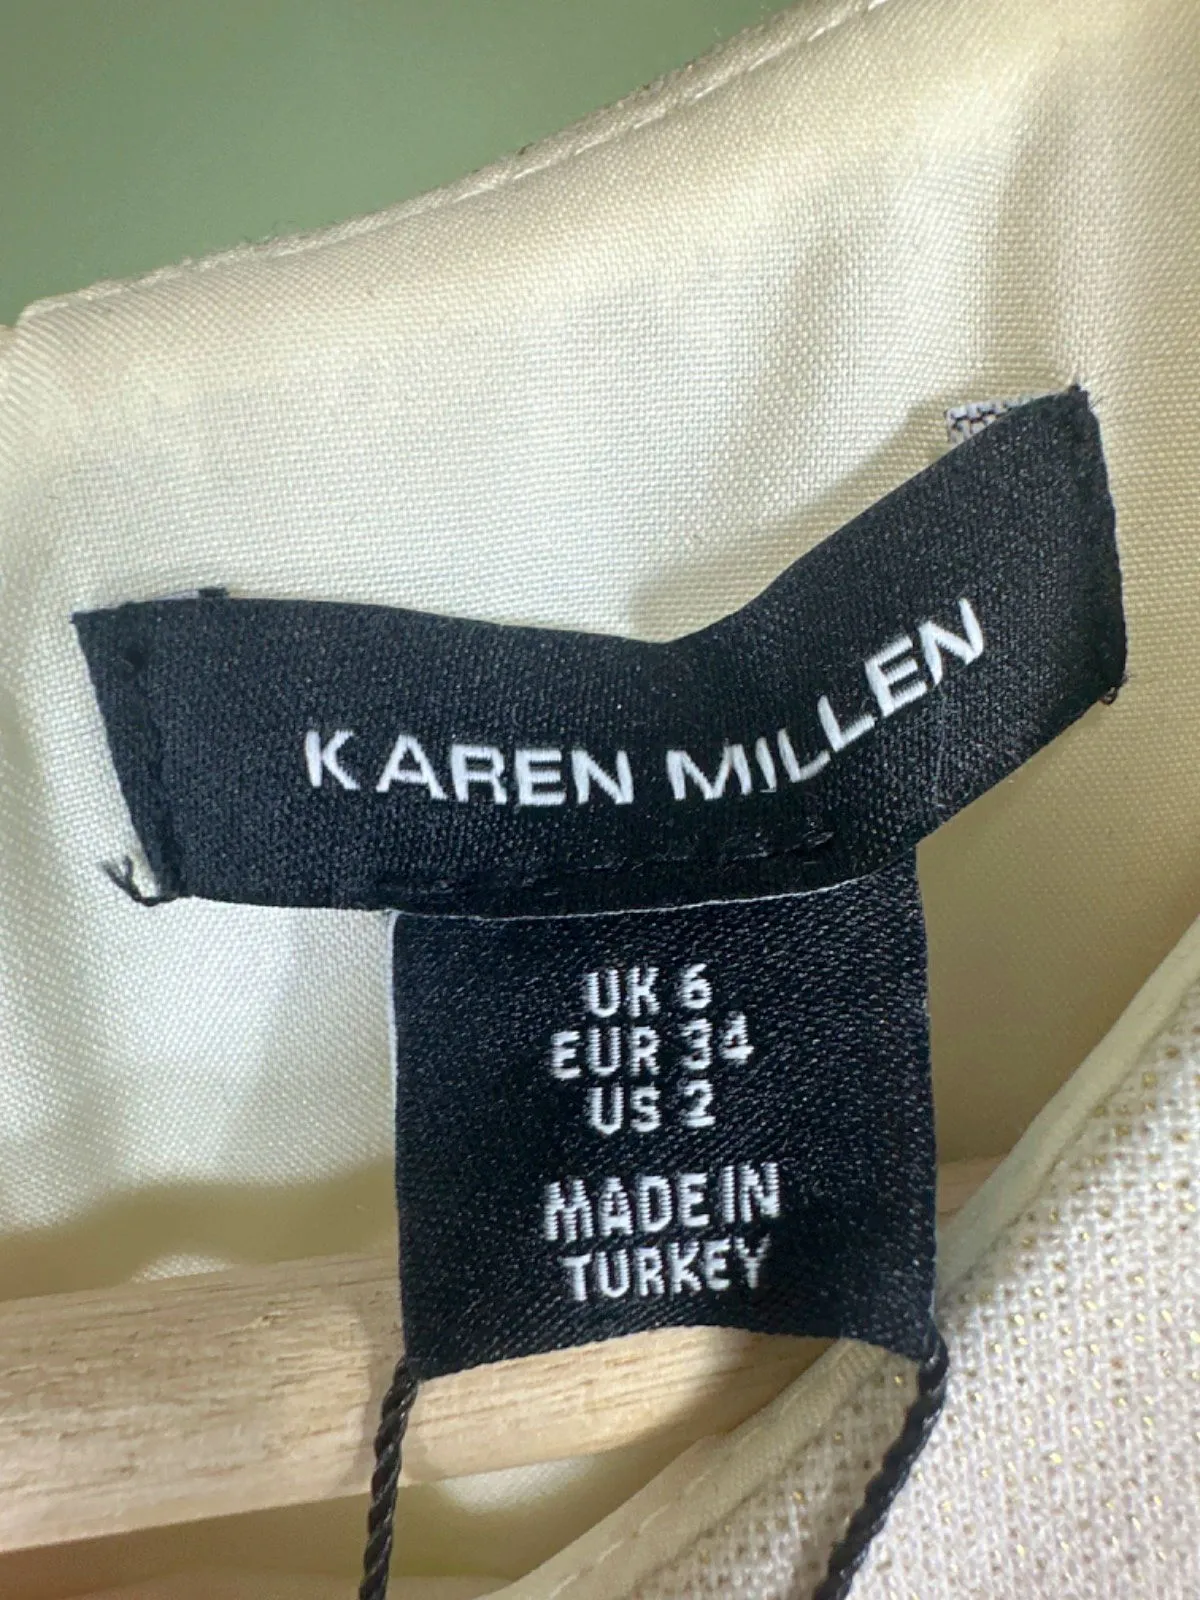 KAREN MILLEN
UK 6
EUR 34
US 2
MADE IN
TURKEY